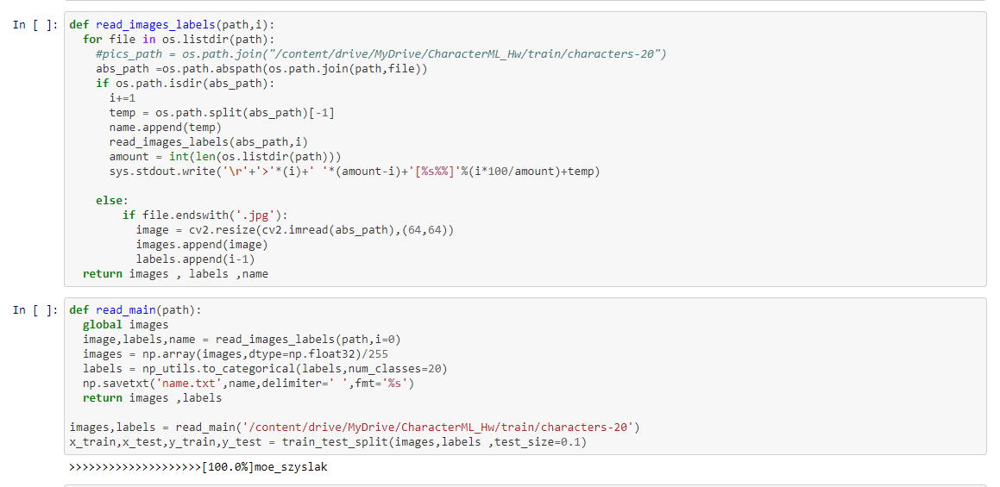 In [ ]: def read_images_labels(path,i):
for file in os.listdir(path):
#pics_path = os.path.join("/content/drive/MyDrive/CharacterML_Hw/train/characters-20")
abs_path =os.path.abspath(os.path.join(path,file))
if os.path.isdir(abs_path):
i+=1
temp = os.path.split(abs_path)[-1]
name.append(temp)
read_images_labels(abs_path,i)
amount = int(len(os.listdir(path)))
sys.stdout.write('\r'+'>'*(i)+' '*(amount-i)+'[%s%%]'%(i*100/amount)+temp)
else:
if file.endswith('.jpg'):
image = cv2.resize(cv2.imread(abs_path),(64,64))
images.append(image)
labels.append(i-1)
return images , labels ,name
In [ ]: def read_main(path):
global images
image,labels,name = read_images_labels(path,i=0)
images = np.array(images,dtype=np.float32)/255
labels = np_utils.to_categorical(labels,num_classes=20)
np.savetxt('name.txt',name,delimiter=' ',fmt='%s')
return images ,labels
images,labels = read_main('/content/drive/MyDrive/CharacterML_Hw/train/characters-20')
x_train,x_test,y_train,y_test = train_test_split(images,labels ,test_size=0.1)
>>>>>>>>>>>>>>>>>>>>[100.0%]moe_szyslak